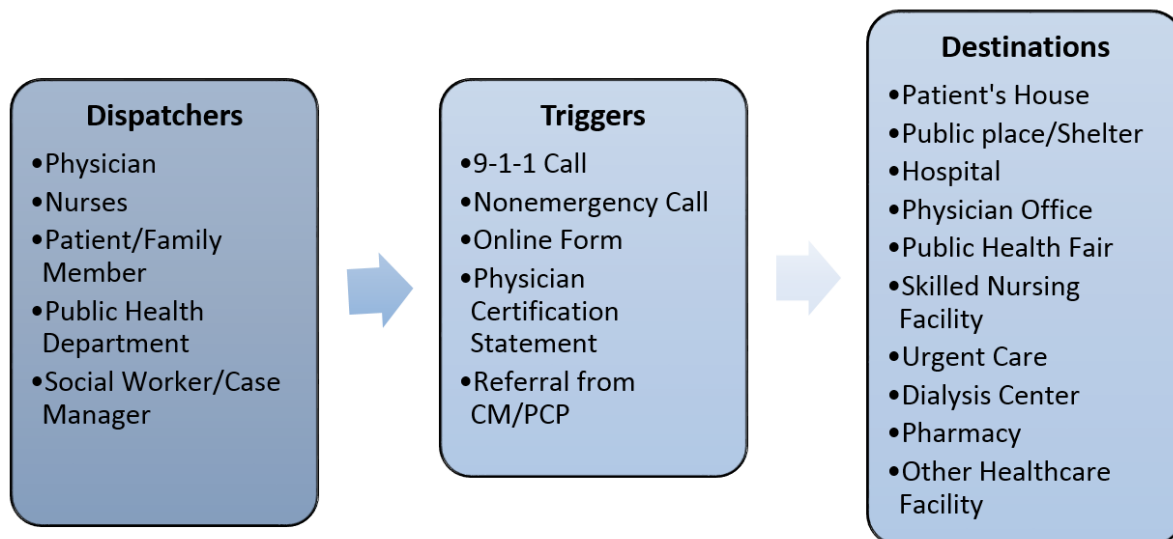 Dispatchers
•Physician
•Nurses
•Patient/Family
Member
•Public Health
Department
•Social Worker/Case
Manager
Triggers
•9-1-1 Call
•Nonemergency Call
•Online Form
•Physician
Certification
Statement
•Referral from
CM/PCP
Destinations
•Patient's House
•Public place/Shelter
•Hospital
•Physician Office
•Public Health Fair
•Skilled Nursing
Facility
•Urgent Care
•Dialysis Center
•Pharmacy
•Other Healthcare
Facility